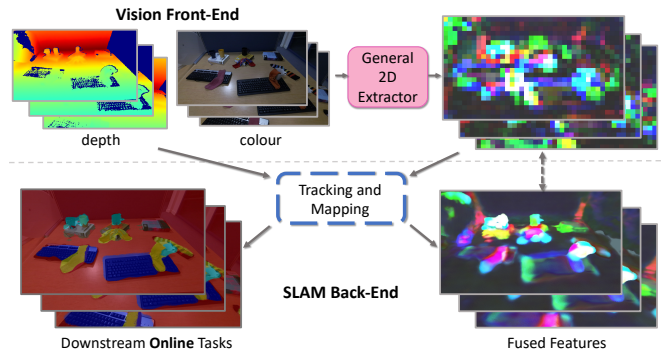 Vision Front-End
General
2D
Extractor
depth
colour
Tracking and
Mapping
SLAM Back-End
Downstream Online Tasks
Fused Features